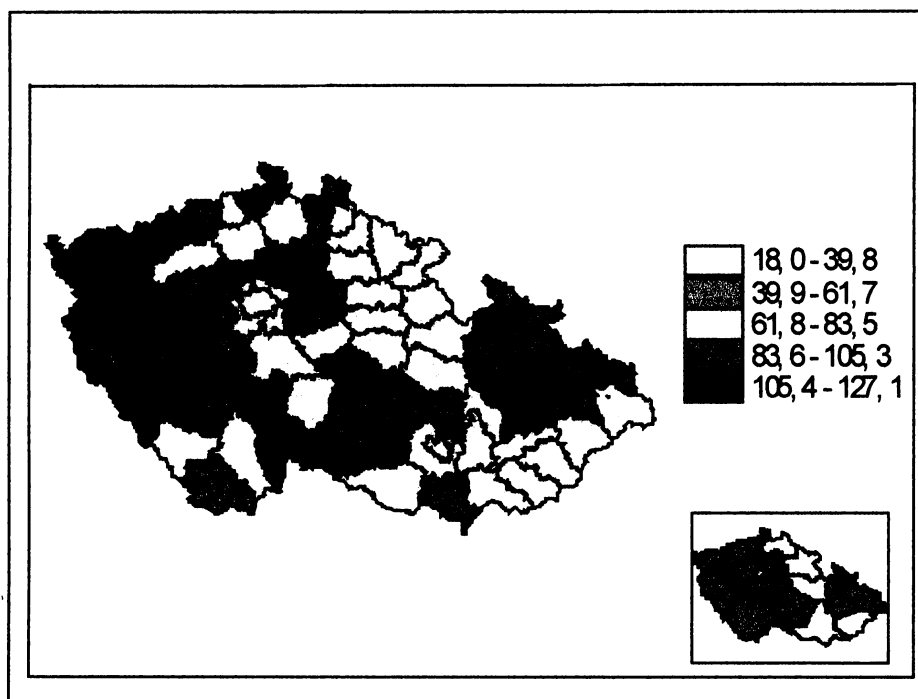 18, 0 - 39, 8
39, 9 - 61, 7
61, 8 - 83, 5
83, 6 - 105, 3
105, 4 - 127, 1